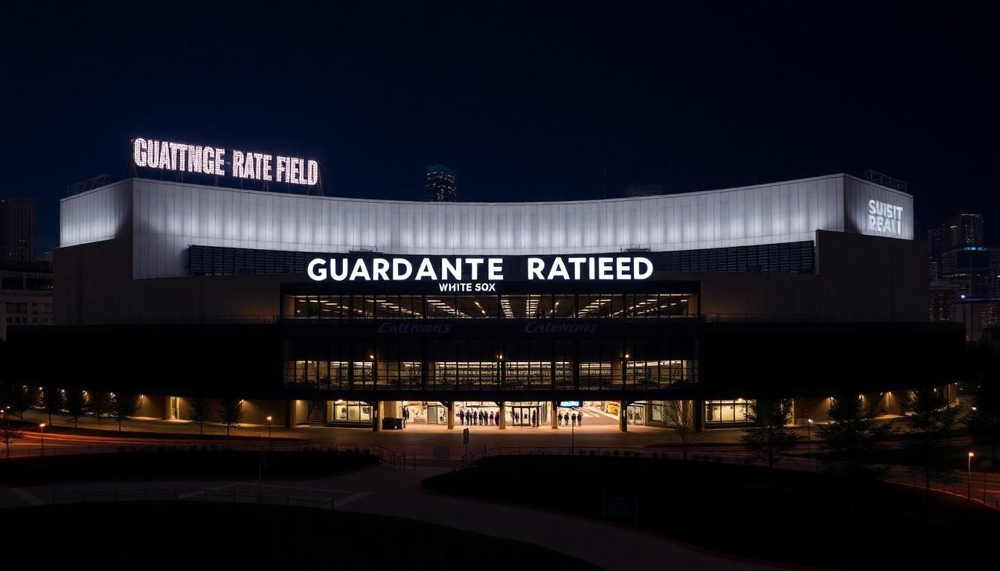 GUATTNGE RATE FIELD
SUSIT
REALI
GUARDANTE RATIEED
WHITE SOX